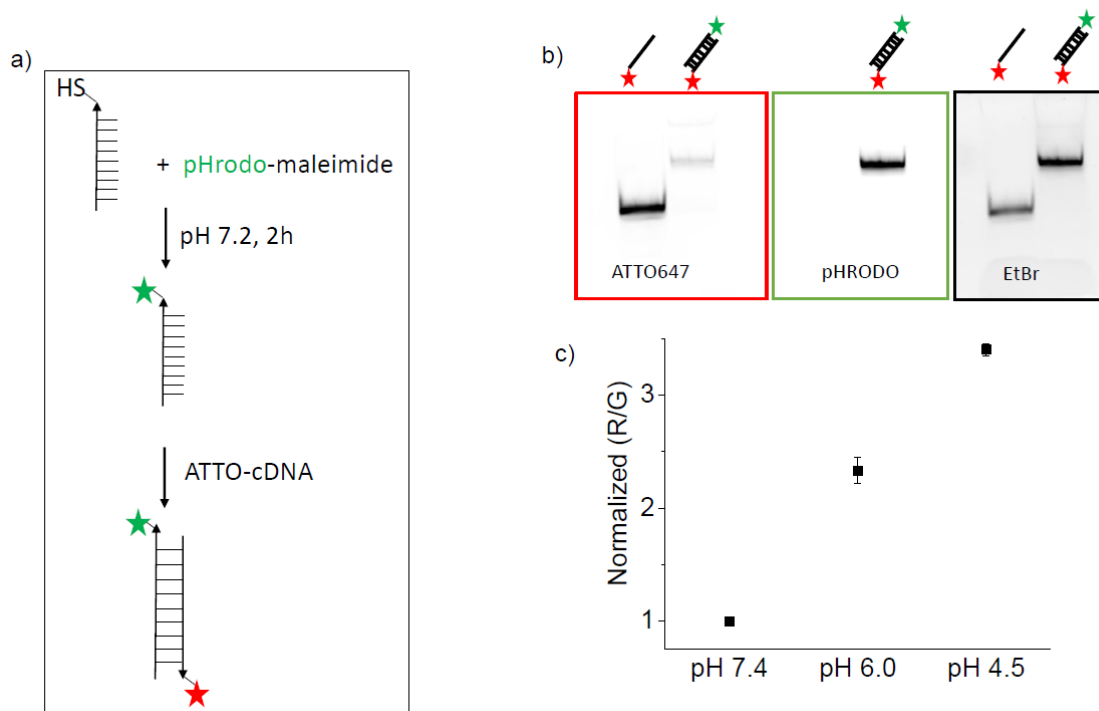 a)
HS
+ pHrodo-maleimide
pH 7.2, 2h
ATTO-cDNA
b)
ATTO647
pHRODO
EtBr
c)
Normalized (R/G)
3
2
1
pH 7.4
pH 6.0
pH 4.5